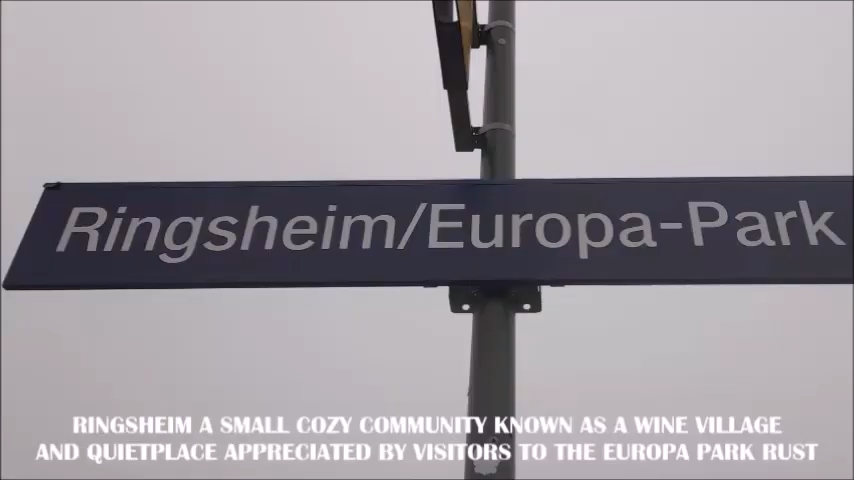 Ringsheim/Europa-Park
RINGSHEIM A SMALL COZY COMMUNITY KNOWN AS A WINE VILLAGE
AND QUIETPLACE APPRECIATED BY VISITORS TO THE EUROPA PARK RUST